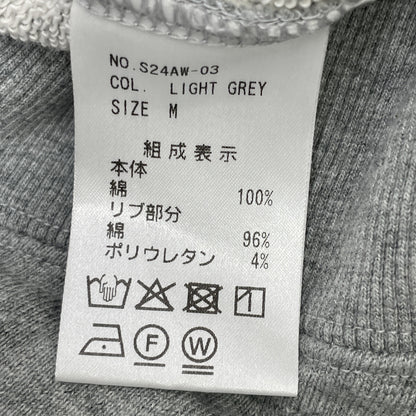 NO.S24AW-03
COL. LIGHT GREY
SIZE M
組成表示
本体
綿 100%
リブ部分
綿 96%
ポリウレタン 4%
F W